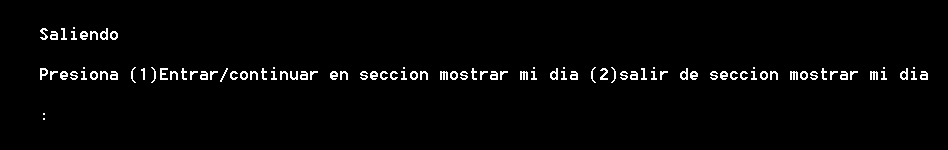 Saliendo
Presiona (1)Entrar/continuar en seccion mostrar mi dia (2)salir de seccion mostrar mi dia
: